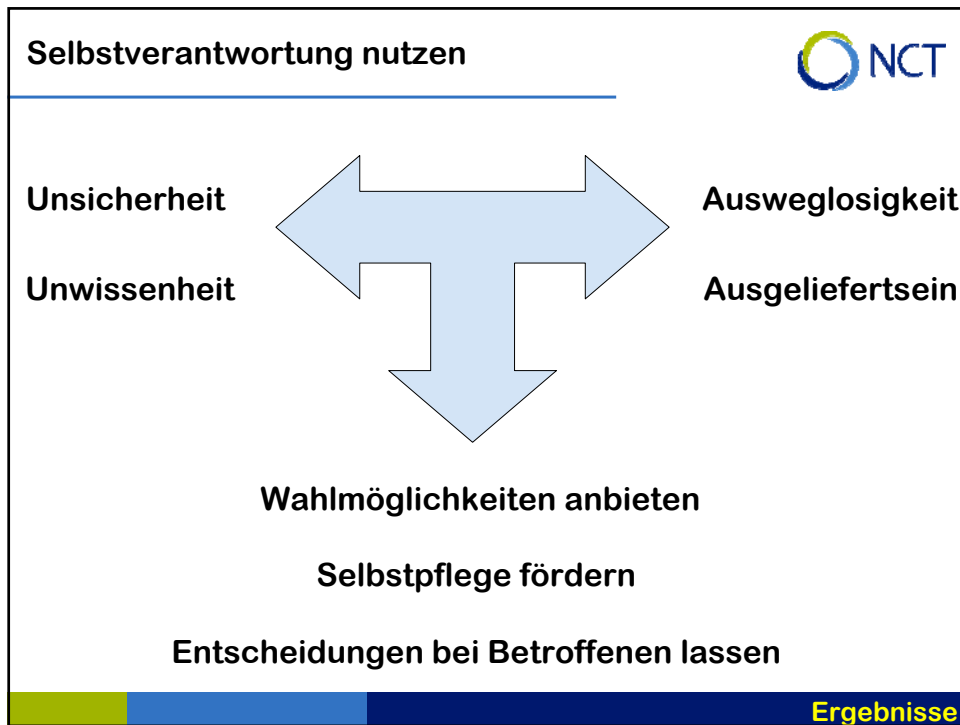 Selbstverantwortung nutzen
NCT
Unsicherheit
Ausweglosigkeit
Unwissenheit
Ausgeliefertsein
Wahlmöglichkeiten anbieten
Selbstpflege fördern
Entscheidungen bei Betroffenen lassen
Ergebnisse